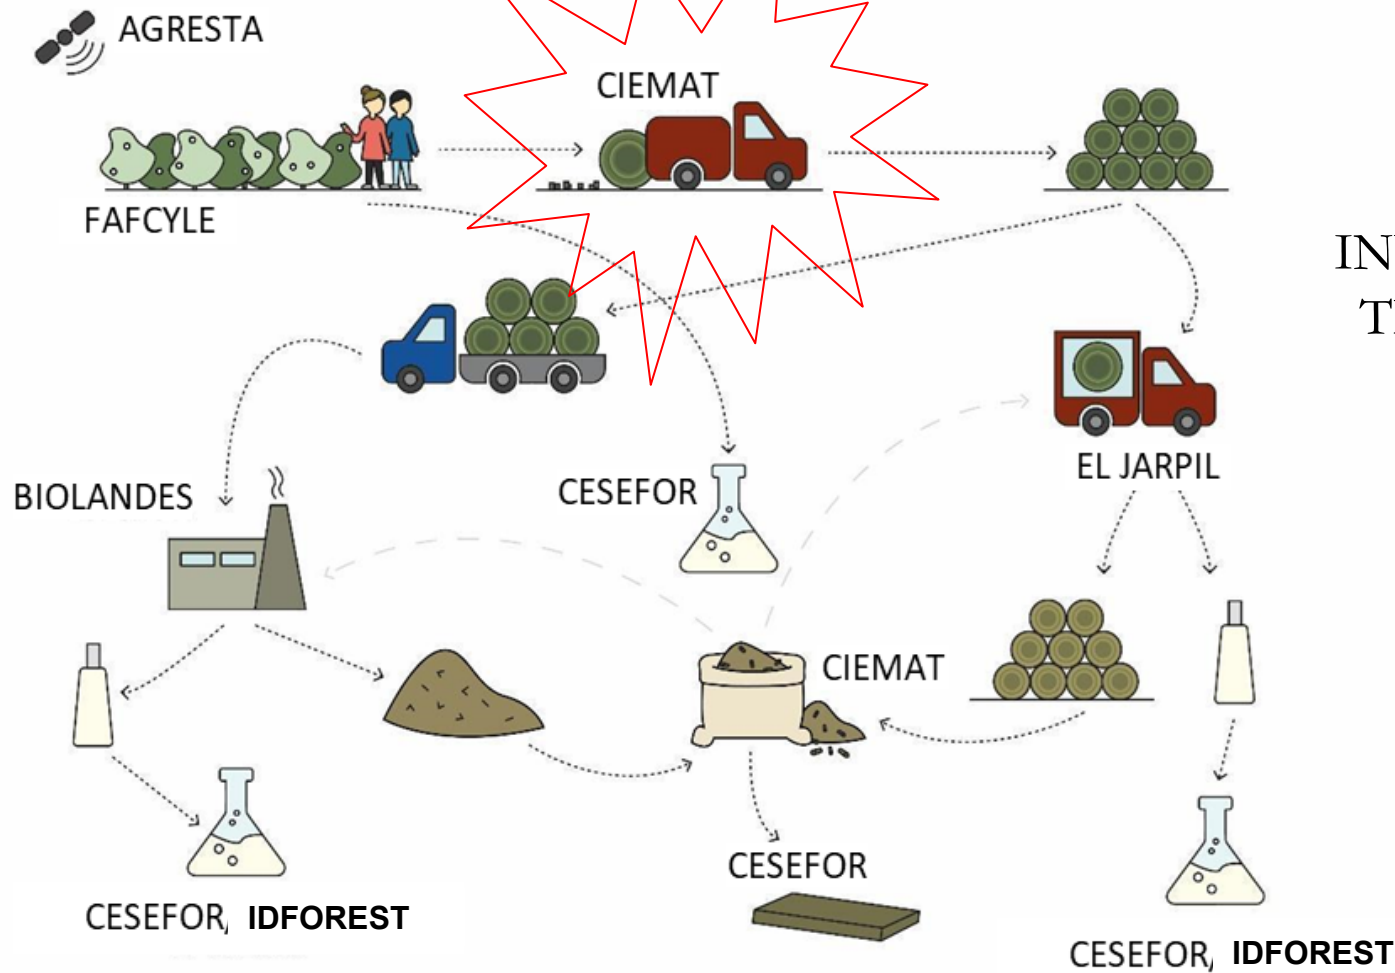 AGRESTA
CIEMAT
FAFCYLE
EL JARPIL
BIOLANDES
CESEFOR
CIEMAT
CESEFOR
CESEFOR, IDFOREST
CESEFOR, IDFOREST